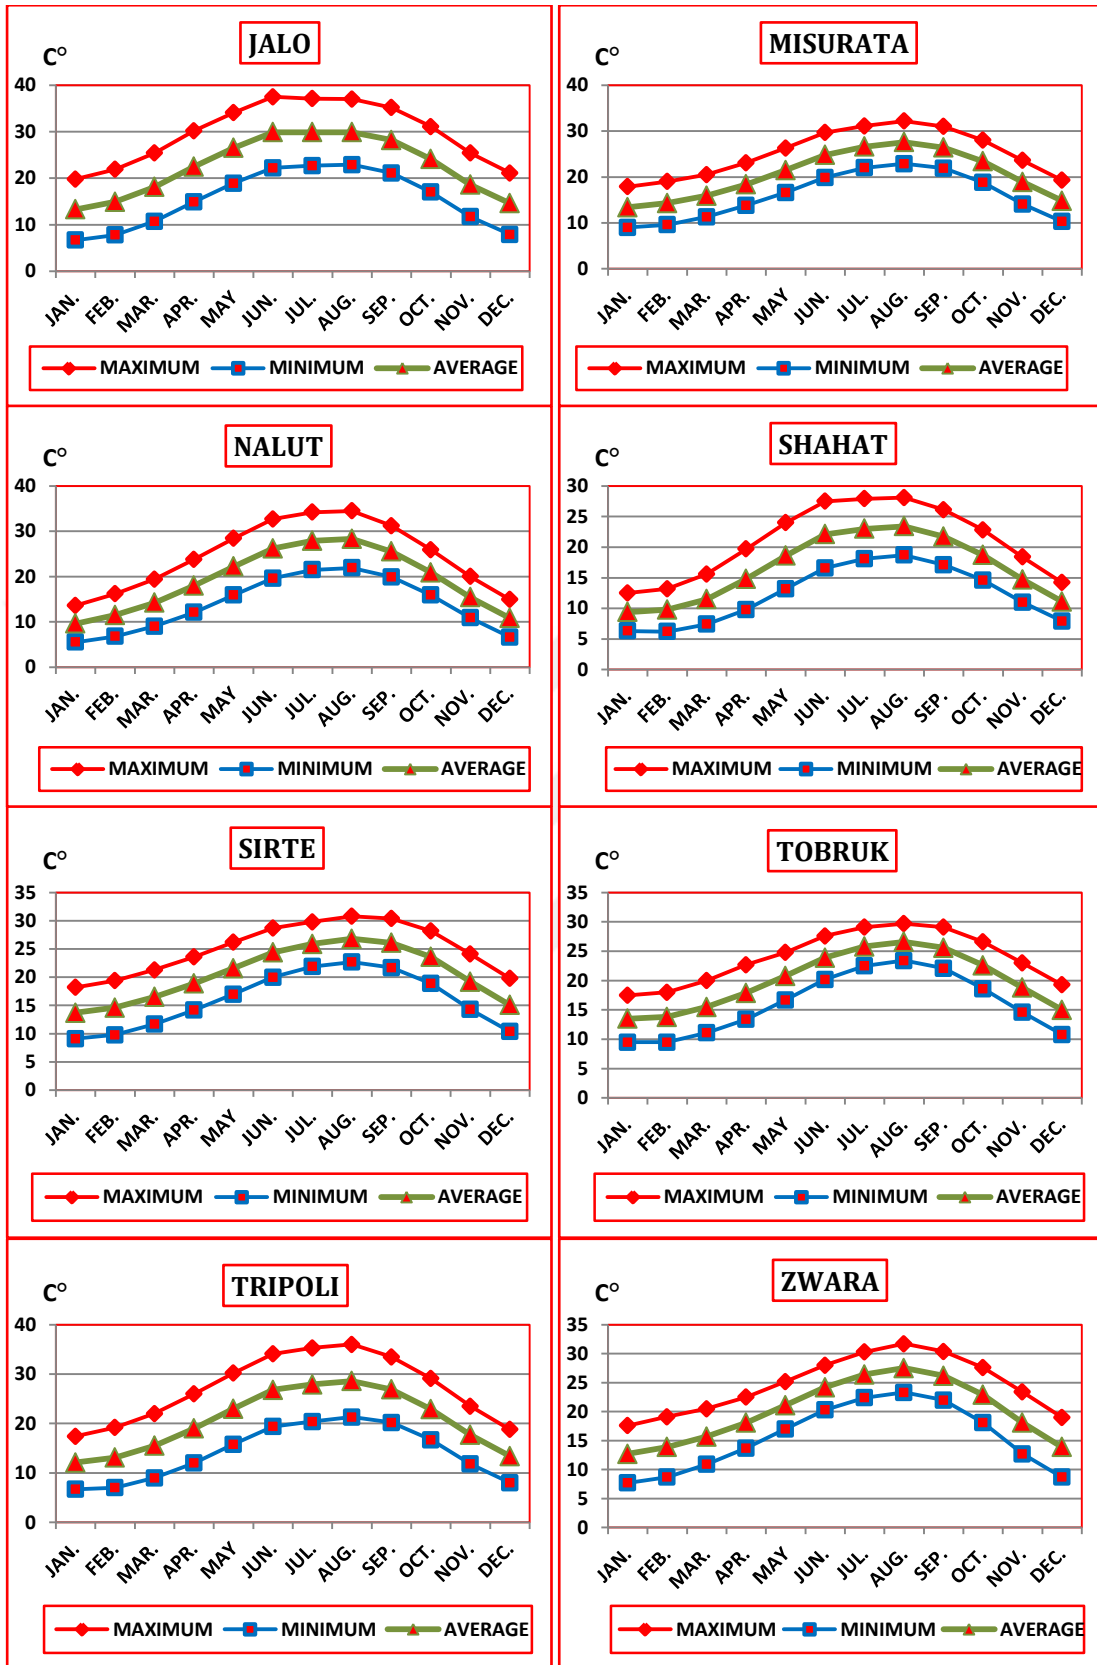 JALO
C°
40
30
20
10
0
JAN. FEB. MAR. APR. MAY JUN. JUL. AUG. SEP. OCT. NOV. DEC.
MAXIMUM MINIMUM AVERAGE
MISURATA
C°
40
30
20
10
0
JAN. FEB. MAR. APR. MAY JUN. JUL. AUG. SEP. OCT. NOV. DEC.
MAXIMUM MINIMUM AVERAGE
NALUT
C°
40
30
20
10
0
JAN. FEB. MAR. APR. MAY JUN. JUL. AUG. SEP. OCT. NOV. DEC.
MAXIMUM MINIMUM AVERAGE
SHAHAT
C°
30
25
20
15
10
5
0
JAN. FEB. MAR. APR. MAY JUN. JUL. AUG. SEP. OCT. NOV. DEC.
MAXIMUM MINIMUM AVERAGE
SIRTE
C°
35
30
25
20
15
10
5
0
JAN. FEB. MAR. APR. MAY JUN. JUL. AUG. SEP. OCT. NOV. DEC.
MAXIMUM MINIMUM AVERAGE
TOBRUK
C°
35
30
25
20
15
10
5
0
JAN. FEB. MAR. APR. MAY JUN. JUL. AUG. SEP. OCT. NOV. DEC.
MAXIMUM MINIMUM AVERAGE
TRIPOLI
C°
40
30
20
10
0
JAN. FEB. MAR. APR. MAY JUN. JUL. AUG. SEP. OCT. NOV. DEC.
MAXIMUM MINIMUM AVERAGE
ZWARA
C°
35
30
25
20
15
10
5
0
JAN. FEB. MAR. APR. MAY JUN. JUL. AUG. SEP. OCT. NOV. DEC.
MAXIMUM MINIMUM AVERAGE